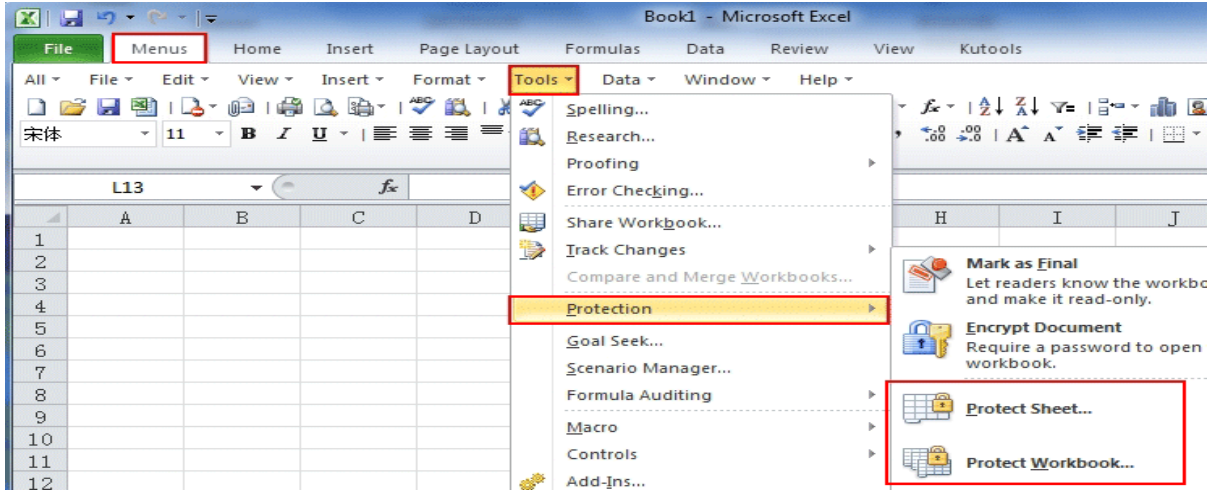 Book1 - Microsoft Excel
File Menus Home Insert Page Layout Formulas Data Review View Kutools
All File Edit View Insert Format Tools Data Window Help
宋体 11 B I U
L13 fx
A B C D H I J
1
2
3
4
5
6
7
8
9
10
11
12
Spelling...
Research...
Proofing
Error Checking...
Share Workbook...
Track Changes
Compare and Merge Workbooks...
Protection
Goal Seek...
Scenario Manager...
Formula Auditing
Macro
Controls
Add-Ins...
Mark as Final
Let readers know the
and make it read-only.
Encrypt Document
Require a password to open
workbook.
Protect Sheet...
Protect Workbook...